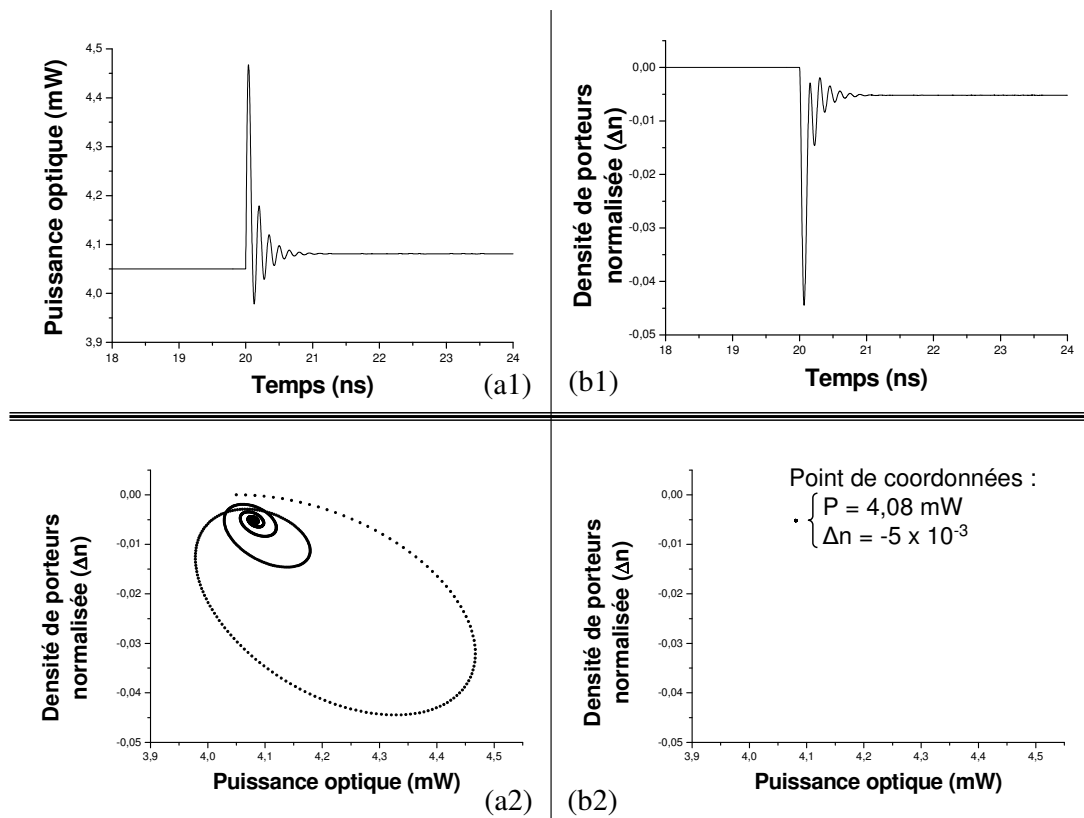 4,5
4,4
4,3
4,2
4,1
4,0
3,9
Puissance optique (mW)
18 19 20 21 22 23 24
Temps (ns)
(a1)
0,00
-0,01
-0,02
-0,03
-0,04
-0,05
Densité de porteurs
normalisée (Δn)
18 19 20 21 22 23 24
Temps (ns)
(b1)
0,00
-0,01
-0,02
-0,03
-0,04
-0,05
Densité de porteurs
normalisée (Δn)
3,9 4,0 4,1 4,2 4,3 4,4 4,5
Puissance optique (mW)
(a2)
0,00
-0,01
-0,02
-0,03
-0,04
-0,05
Densité de porteurs
normalisée (Δn)
Point de coordonnées :
P = 4,08 mW
Δn = -5 x 10⁻³
3,9 4,0 4,1 4,2 4,3 4,4 4,5
Puissance optique (mW)
(b2)